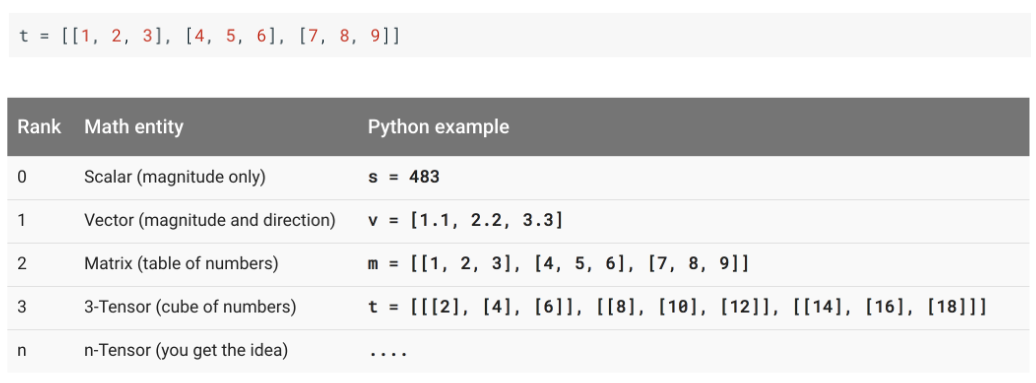 t = [[1, 2, 3], [4, 5, 6], [7, 8, 9]]
Rank Math entity Python example
0 Scalar (magnitude only) s = 483
1 Vector (magnitude and direction) v = [1.1, 2.2, 3.3]
2 Matrix (table of numbers) m = [[1, 2, 3], [4, 5, 6], [7, 8, 9]]
3 3-Tensor (cube of numbers) t = [[[2], [4], [6]], [[8], [10], [12]], [[14], [16], [18]]]
n n-Tensor (you get the idea) ....